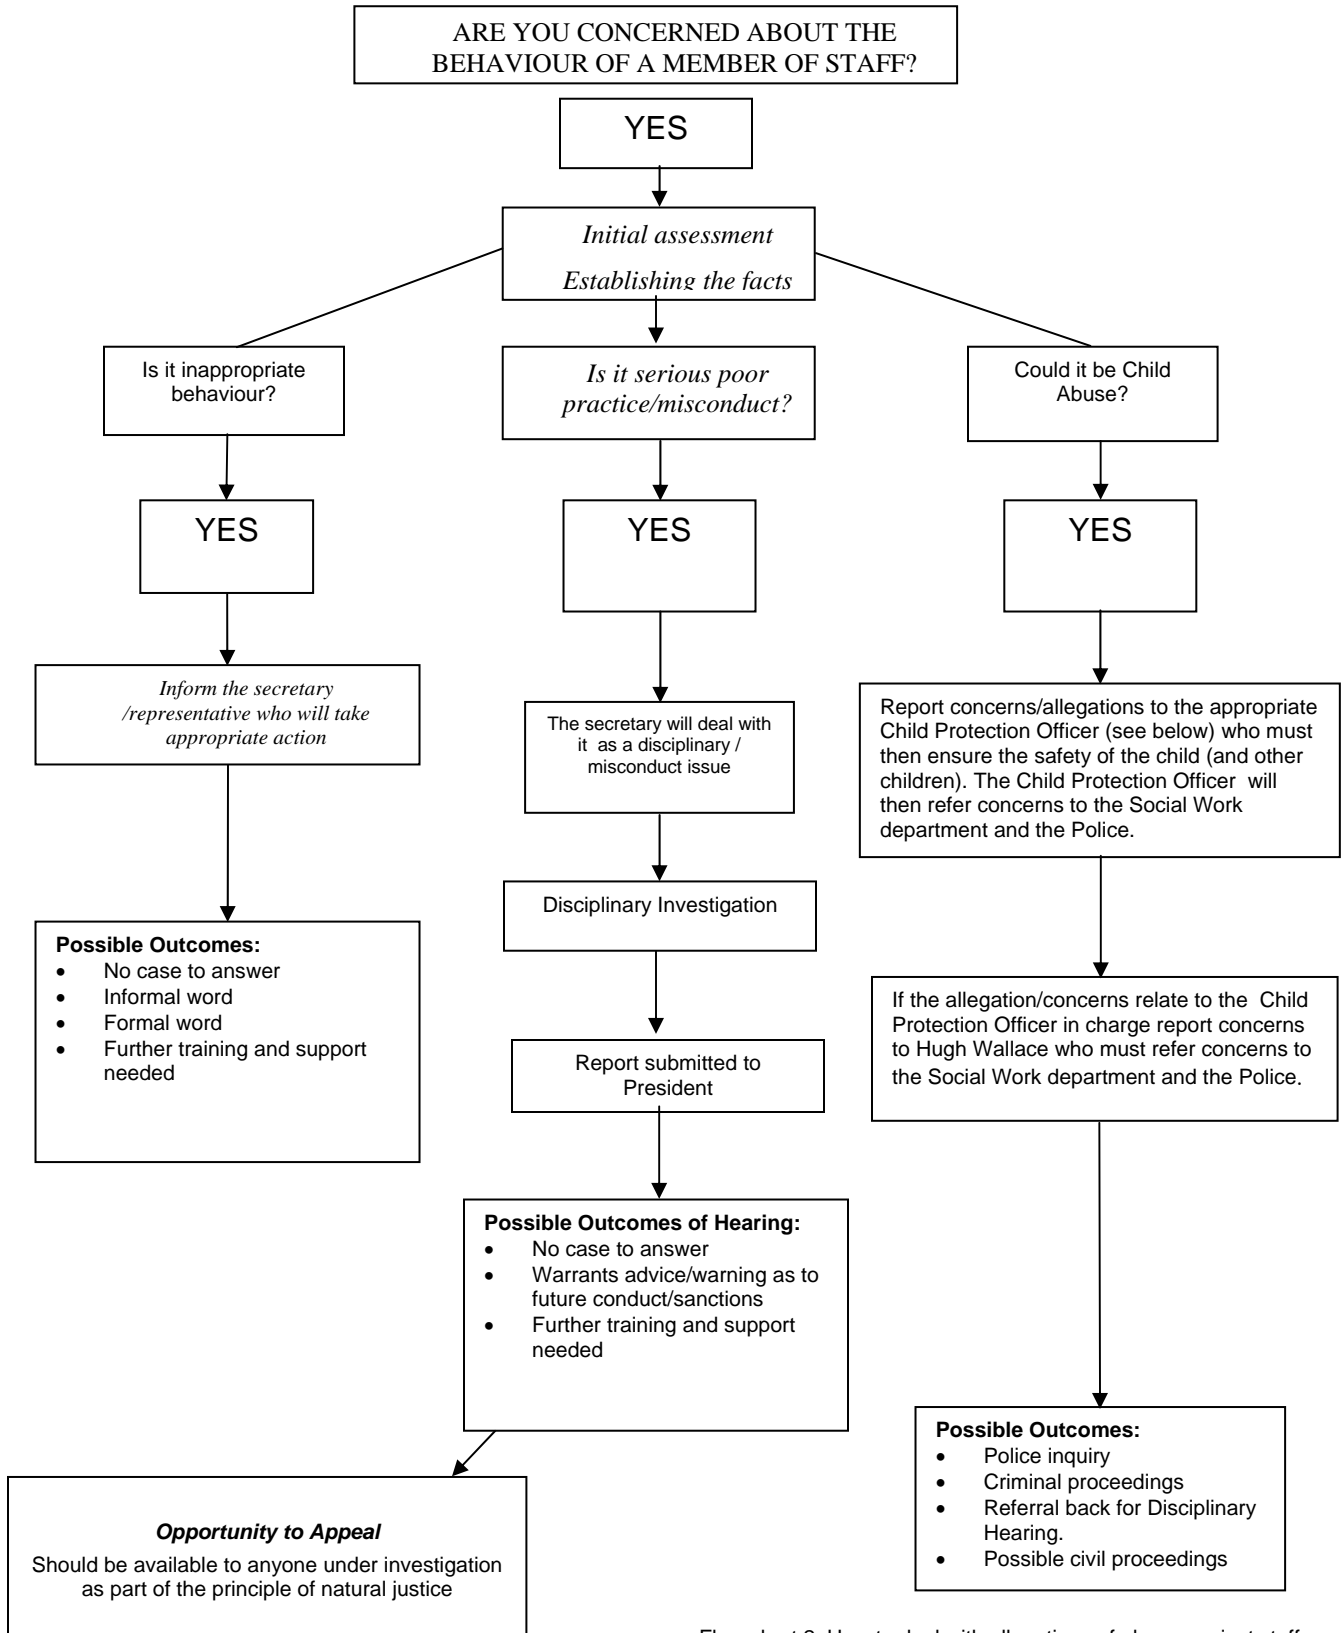 ARE YOU CONCERNED ABOUT THE
BEHAVIOUR OF A MEMBER OF STAFF?
YES
Initial assessment
Establishing the facts
Is it inappropriate
behaviour?
YES
Inform the secretary
/representative who will take
appropriate action
Possible Outcomes:
• No case to answer
• Informal word
• Formal word
• Further training and support
needed
Is it serious poor
practice/misconduct?
YES
The secretary will deal with
it as a disciplinary /
misconduct issue
Disciplinary Investigation
Report submitted to
President
Possible Outcomes of Hearing:
• No case to answer
• Warrants advice/warning as to
future conduct/sanctions
• Further training and support
needed
Opportunity to Appeal
Should be available to anyone under investigation
as part of the principle of natural justice
Could it be Child
Abuse?
YES
Report concerns/allegations to the appropriate
Child Protection Officer (see below) who must
then ensure the safety of the child (and other
children). The Child Protection Officer will
then refer concerns to the Social Work
department and the Police.
If the allegation/concerns relate to the Child
Protection Officer in charge report concerns
to Hugh Wallace who must refer concerns to
the Social Work department and the Police.
Possible Outcomes:
• Police inquiry
• Criminal proceedings
• Referral back for Disciplinary
Hearing.
• Possible civil proceedings